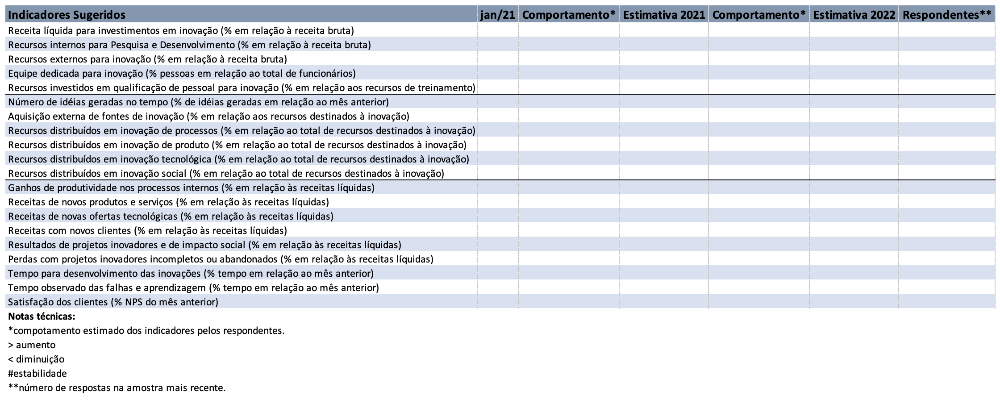 Indicadores Sugeridos jan/21 Comportamento* Estimativa 2021 Comportamento* Estimativa 2022 Respondentes**
Receita líquida para investimentos em inovação (% em relação à receita bruta)
Recursos internos para Pesquisa e Desenvolvimento (% em relação à receita bruta)
Recursos externos para inovação (% em relação à receita bruta)
Equipe dedicada para inovação (% pessoas em relação ao total de funcionários)
Recursos investidos em qualificação de pessoal para inovação (% em relação aos recursos de treinamento)
Número de idéias geradas no tempo (% de idéias geradas em relação ao mês anterior)
Aquisição externa de fontes de inovação (% em relação aos recursos destinados à inovação)
Recursos distribuídos em inovação de processos (% em relação ao total de recursos destinados à inovação)
Recursos distribuídos em inovação de produto (% em relação ao total de recursos destinados à inovação)
Recursos distribuídos em inovação tecnológica (% em relação ao total de recursos destinados à inovação)
Recursos distribuídos em inovação social (% em relação ao total de recursos destinados à inovação)
Ganhos de produtividade nos processos internos (% em relação às receitas líquidas)
Receitas de novos produtos e serviços (% em relação às receitas líquidas)
Receitas de novas ofertas tecnológicas (% em relação às receitas líquidas)
Receitas com novos clientes (% em relação às receitas líquidas)
Resultados de projetos inovadores e de impacto social (% em relação às receitas líquidas)
Perdas com projetos inovadores incompletos ou abandonados (% em relação às receitas líquidas)
Tempo para desenvolvimento das inovações (% tempo em relação ao mês anterior)
Tempo observado das falhas e aprendizagem (% tempo em relação ao mês anterior)
Satisfação dos clientes (% NPS do mês anterior)
Notas técnicas:
*compotamento estimado dos indicadores pelos respondentes.
> aumento
< diminuição
#estabilidade
**número de respostas na amostra mais recente.